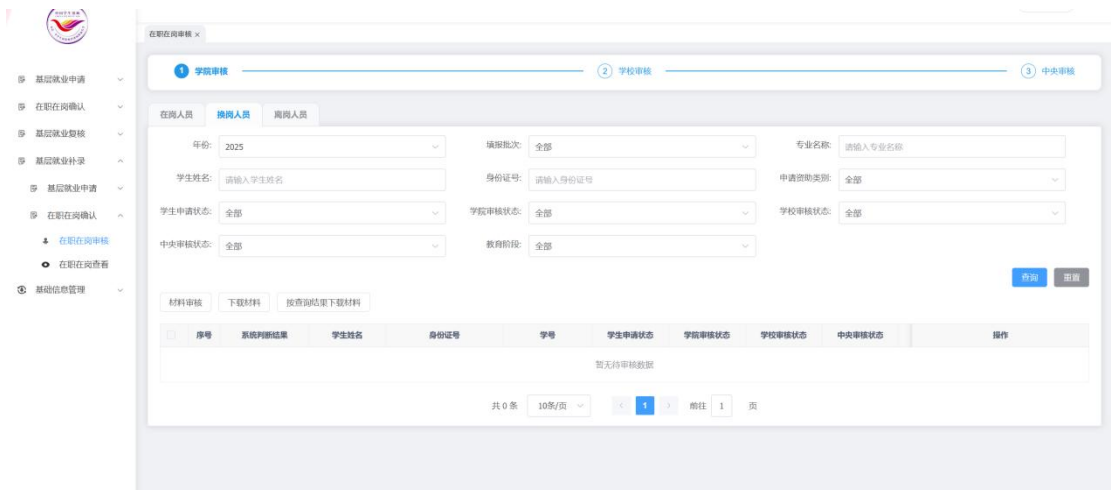 在职在岗审核 ×
1 学院审核
2 学校审核
3 中央审核
基层就业申请
在职在岗确认
基层就业复核
基层就业补录
基层就业申请
在职在岗确认
在职在岗审核
在职在岗查看
基础信息管理
在岗人员 换岗人员 离岗人员
年份: 2025 填报批次: 全部 专业名称: 请输入专业名称
学生姓名: 请输入学生姓名 身份证号: 请输入身份证号 申请资助类别: 全部
学生申请状态: 全部 学院审核状态: 全部 学校审核状态: 全部
中央审核状态: 全部 教育阶段: 全部
查询 重置
材料审核 下载材料 按查询结果下载材料
序号 系统判断结果 学生姓名 身份证号 学号 学生申请状态 学院审核状态 学校审核状态 中央审核状态 操作
暂无待审核数据
共 0 条 10条/页 1 前往 1 页